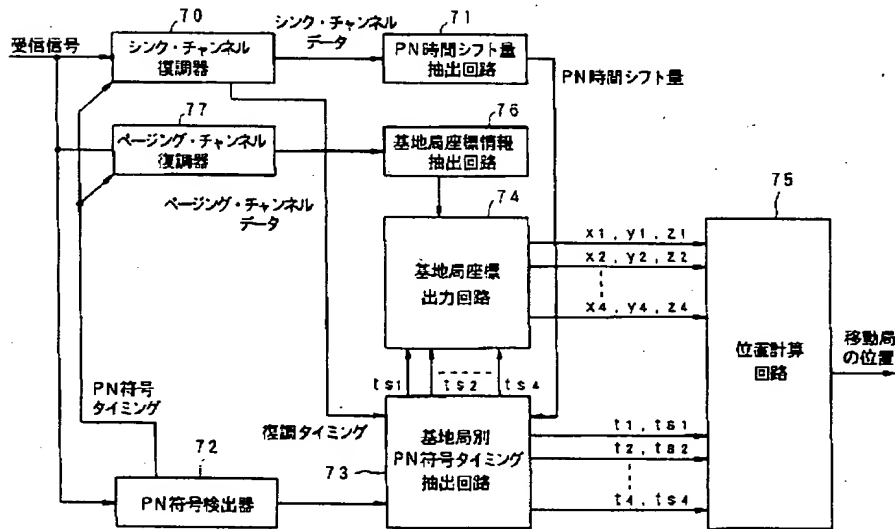 70
シンク・チャンネル
データ
71
受信信号
シンク・チャンネル
復調器
PN時間シフト量
抽出回路
PN時間シフト量
77
76
ページング・チャンネル
復調器
基地局座標情報
抽出回路
ページング・チャンネル
データ
74
75
基地局座標
出力回路
x1, y1, z1
x2, y2, z2
x4, y4, z4
位置計算
回路
移動局
の位置
PN符号
タイミング
ts1
ts2
ts4
復調タイミング
72
73
基地局別
PN符号タイミング
抽出回路
t1, ts1
t2, ts2
t4, ts4
PN符号検出器